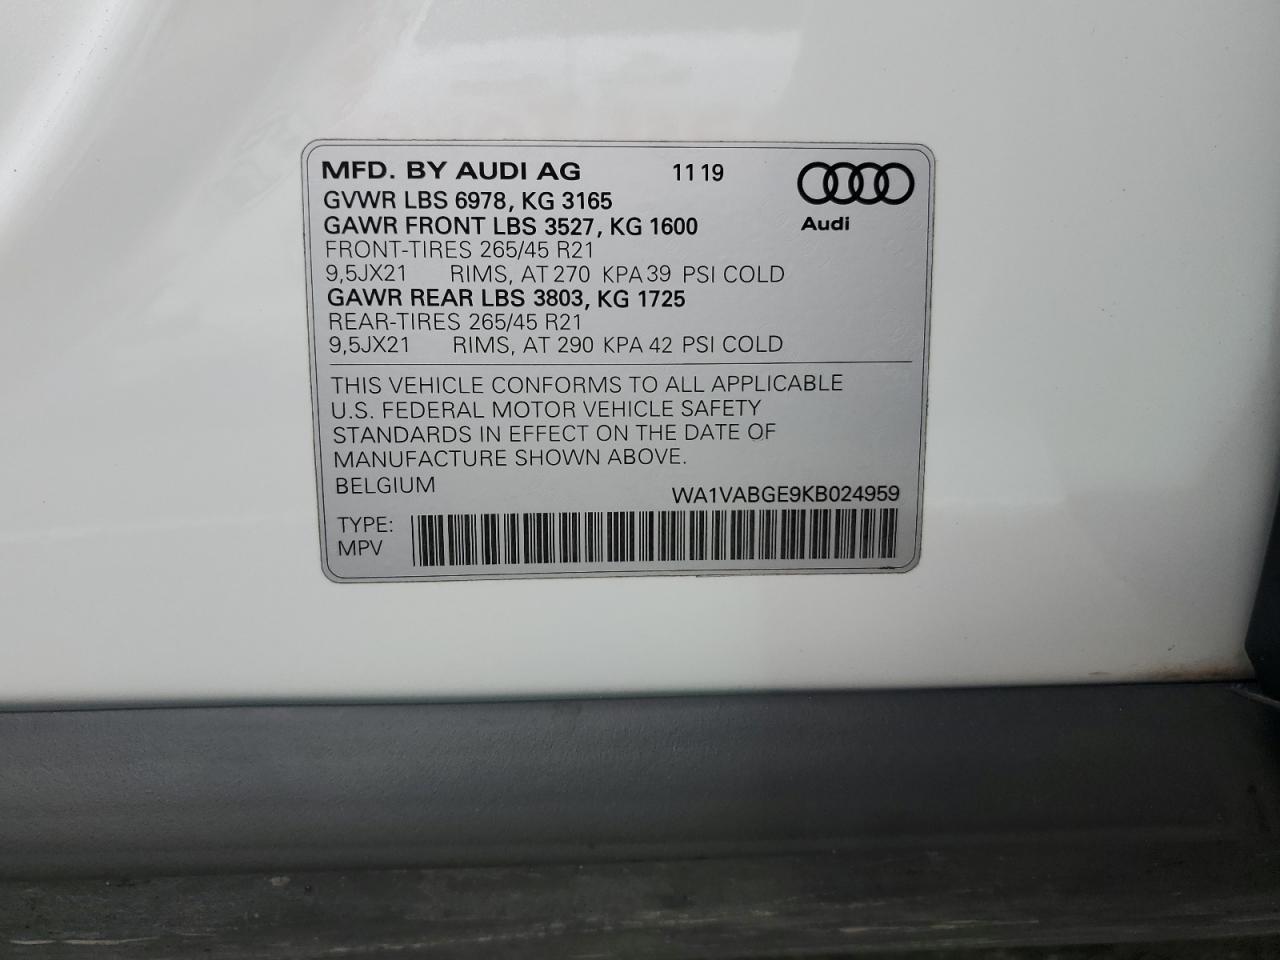 MFD. BY AUDI AG 11 19
GVWR LBS 6978, KG 3165
GAWR FRONT LBS 3527, KG 1600
Audi
FRONT-TIRES 265/45 R21
9,5JX21 RIMS, AT 270 KPA 39 PSI COLD
GAWR REAR LBS 3803, KG 1725
REAR-TIRES 265/45 R21
9,5JX21 RIMS, AT 290 KPA 42 PSI COLD
THIS VEHICLE CONFORMS TO ALL APPLICABLE
U.S. FEDERAL MOTOR VEHICLE SAFETY
STANDARDS IN EFFECT ON THE DATE OF
MANUFACTURE SHOWN ABOVE.
BELGIUM WA1VABGE9KB024959
TYPE:
MPV